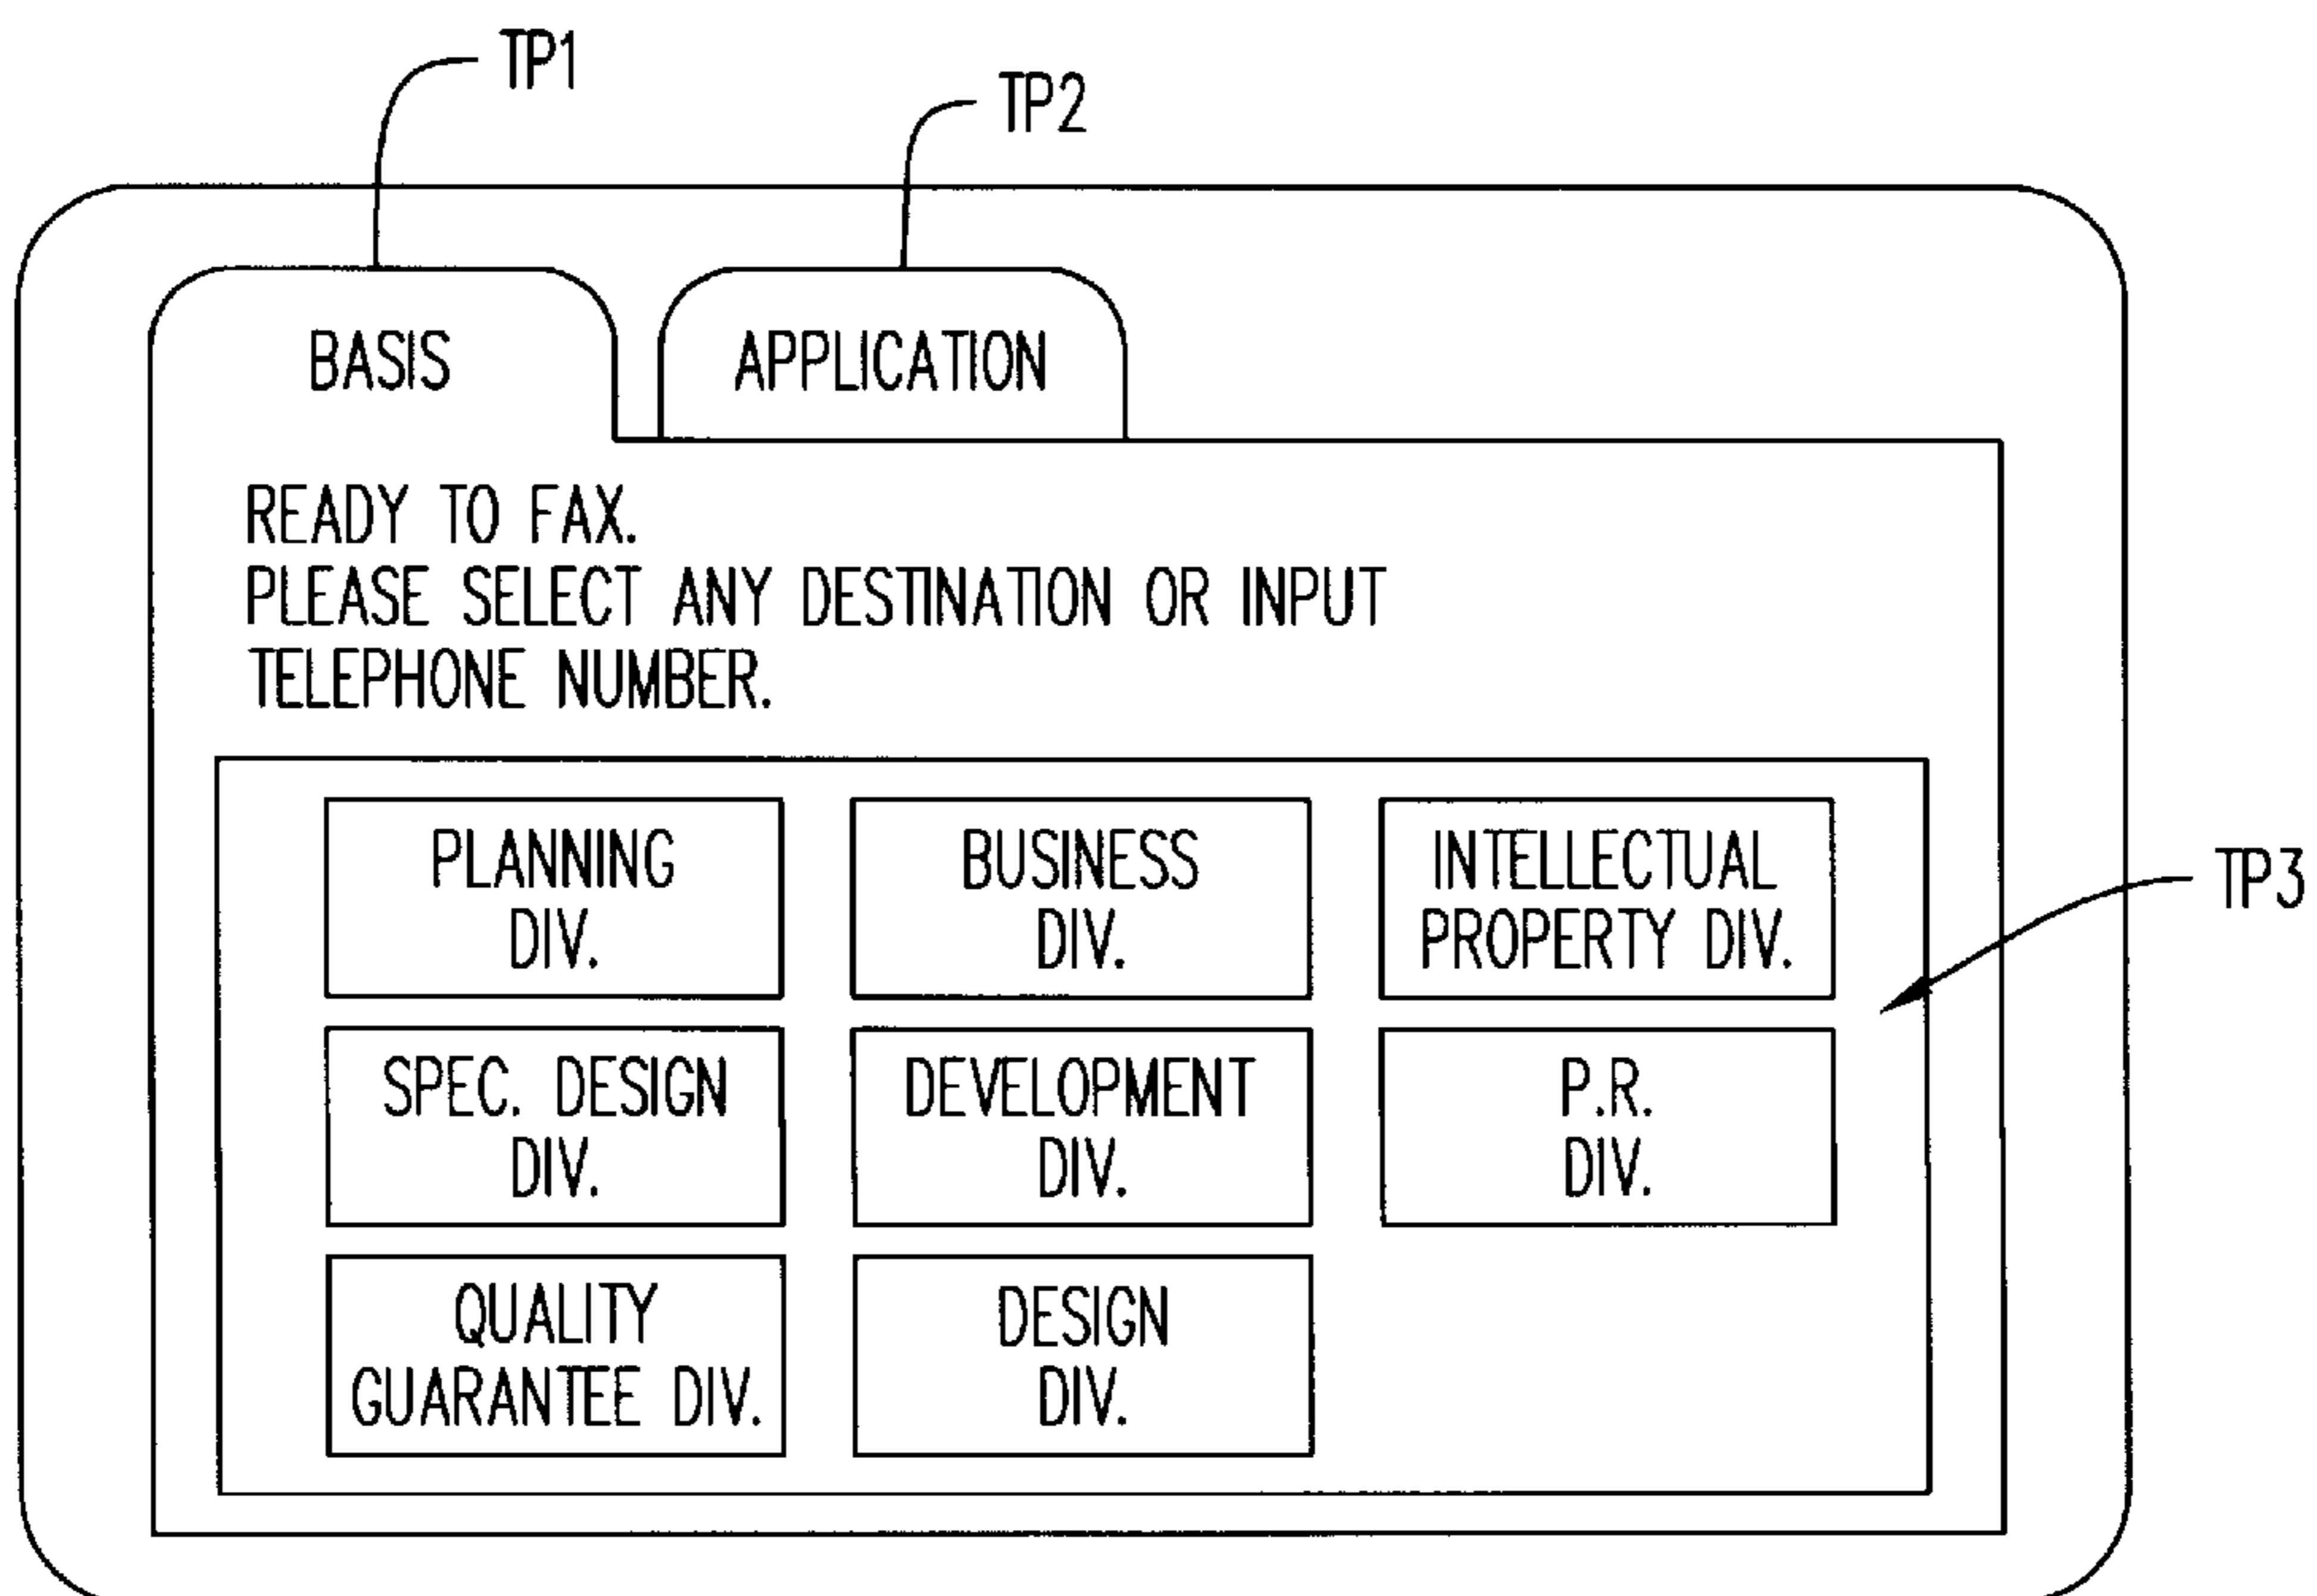 TP1
TP2
BASIS
APPLICATION
READY TO FAX.
PLEASE SELECT ANY DESTINATION OR INPUT
TELEPHONE NUMBER.
PLANNING
DIV.
BUSINESS
DIV.
INTELLECTUAL
PROPERTY DIV.
TP3
SPEC. DESIGN
DIV.
DEVELOPMENT
DIV.
P.R.
DIV.
QUALITY
GUARANTEE DIV.
DESIGN
DIV.